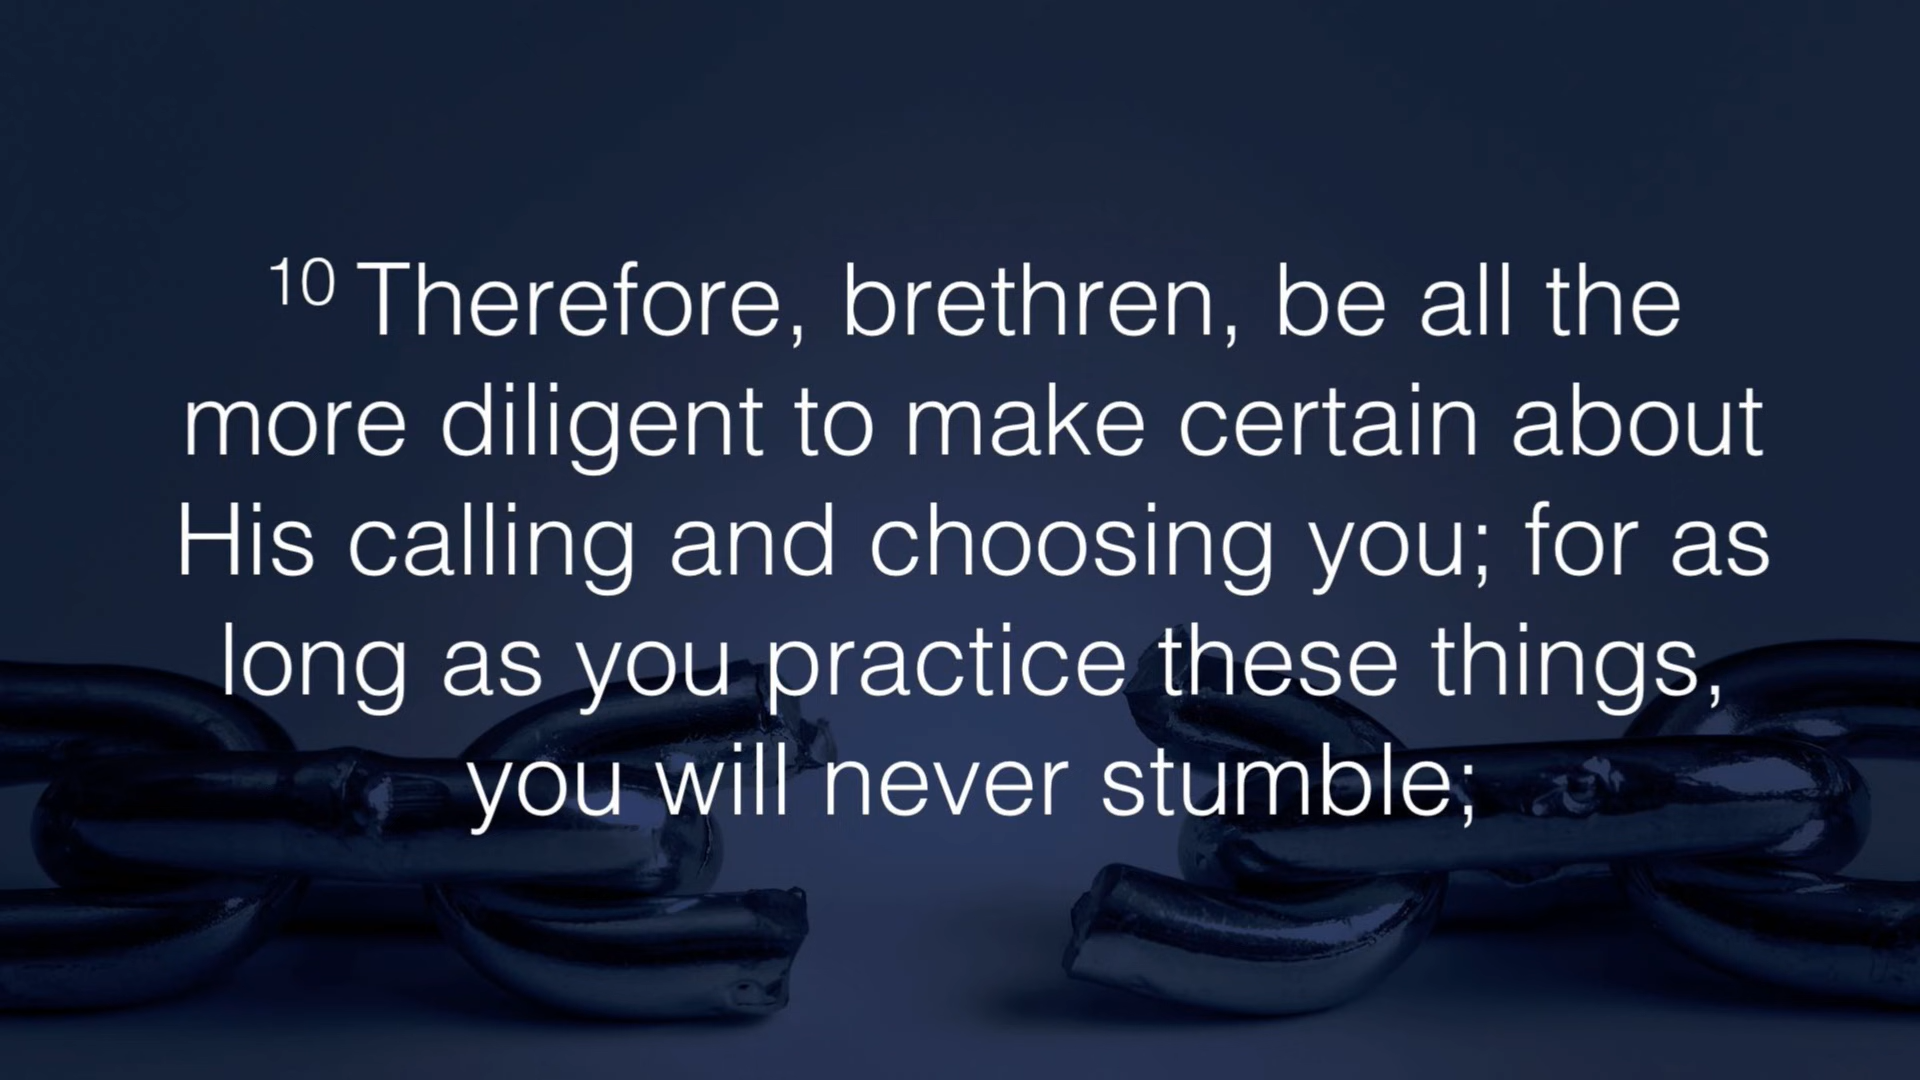 10 Therefore, brethren, be all the
more diligent to make certain about
His calling and choosing you; for as
long as you practice these things,
you will never stumble;